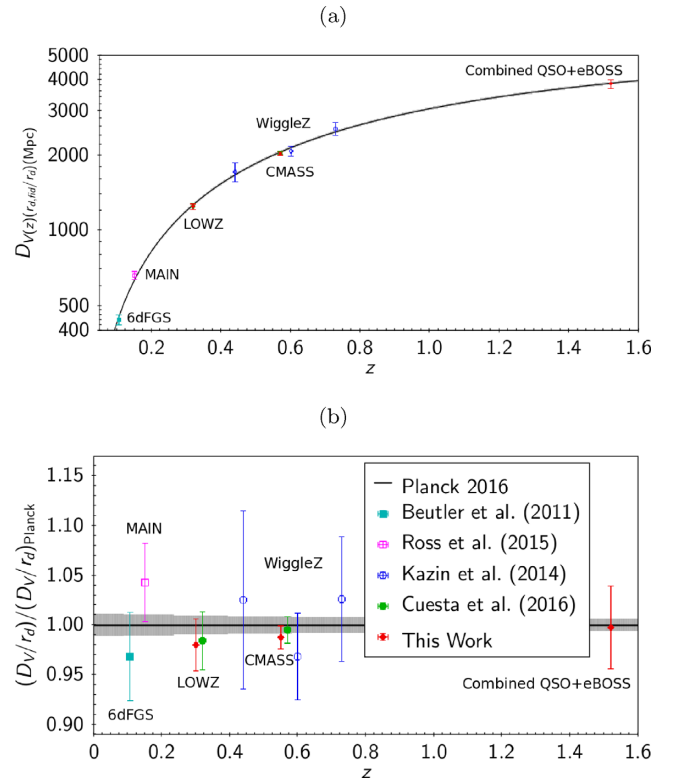 (a)
5000
4000
3000
2000
1000
500
400
D_V(z)(r_d,fid/r_d)(Mpc)
Combined QSO+eBOSS
WiggleZ
CMASS
LOWZ
MAIN
6dFGS
0.2 0.4 0.6 0.8 1.0 1.2 1.4 1.6
z
(b)
1.15
1.10
1.05
1.00
0.95
0.90
(D_V/r_d)/(D_V/r_d)_Planck
Planck 2016
Beutler et al. (2011)
Ross et al. (2015)
Kazin et al. (2014)
Cuesta et al. (2016)
This Work
MAIN
WiggleZ
LOWZ
CMASS
Combined QSO+eBOSS
6dFGS
0 0.2 0.4 0.6 0.8 1.0 1.2 1.4 1.6
z